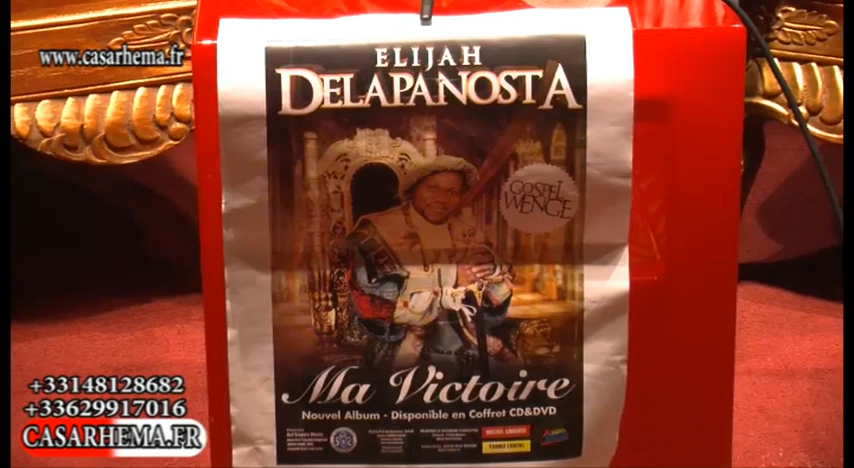 www.casarhema.fr
ELIJAH
DELAPANOSTA
GOSPEL
WENGE
Ma Victoire
Nouvel Album - Disponible en Coffret CD&DVD
+33148128682
+33629917016
CASARHEMA.FR